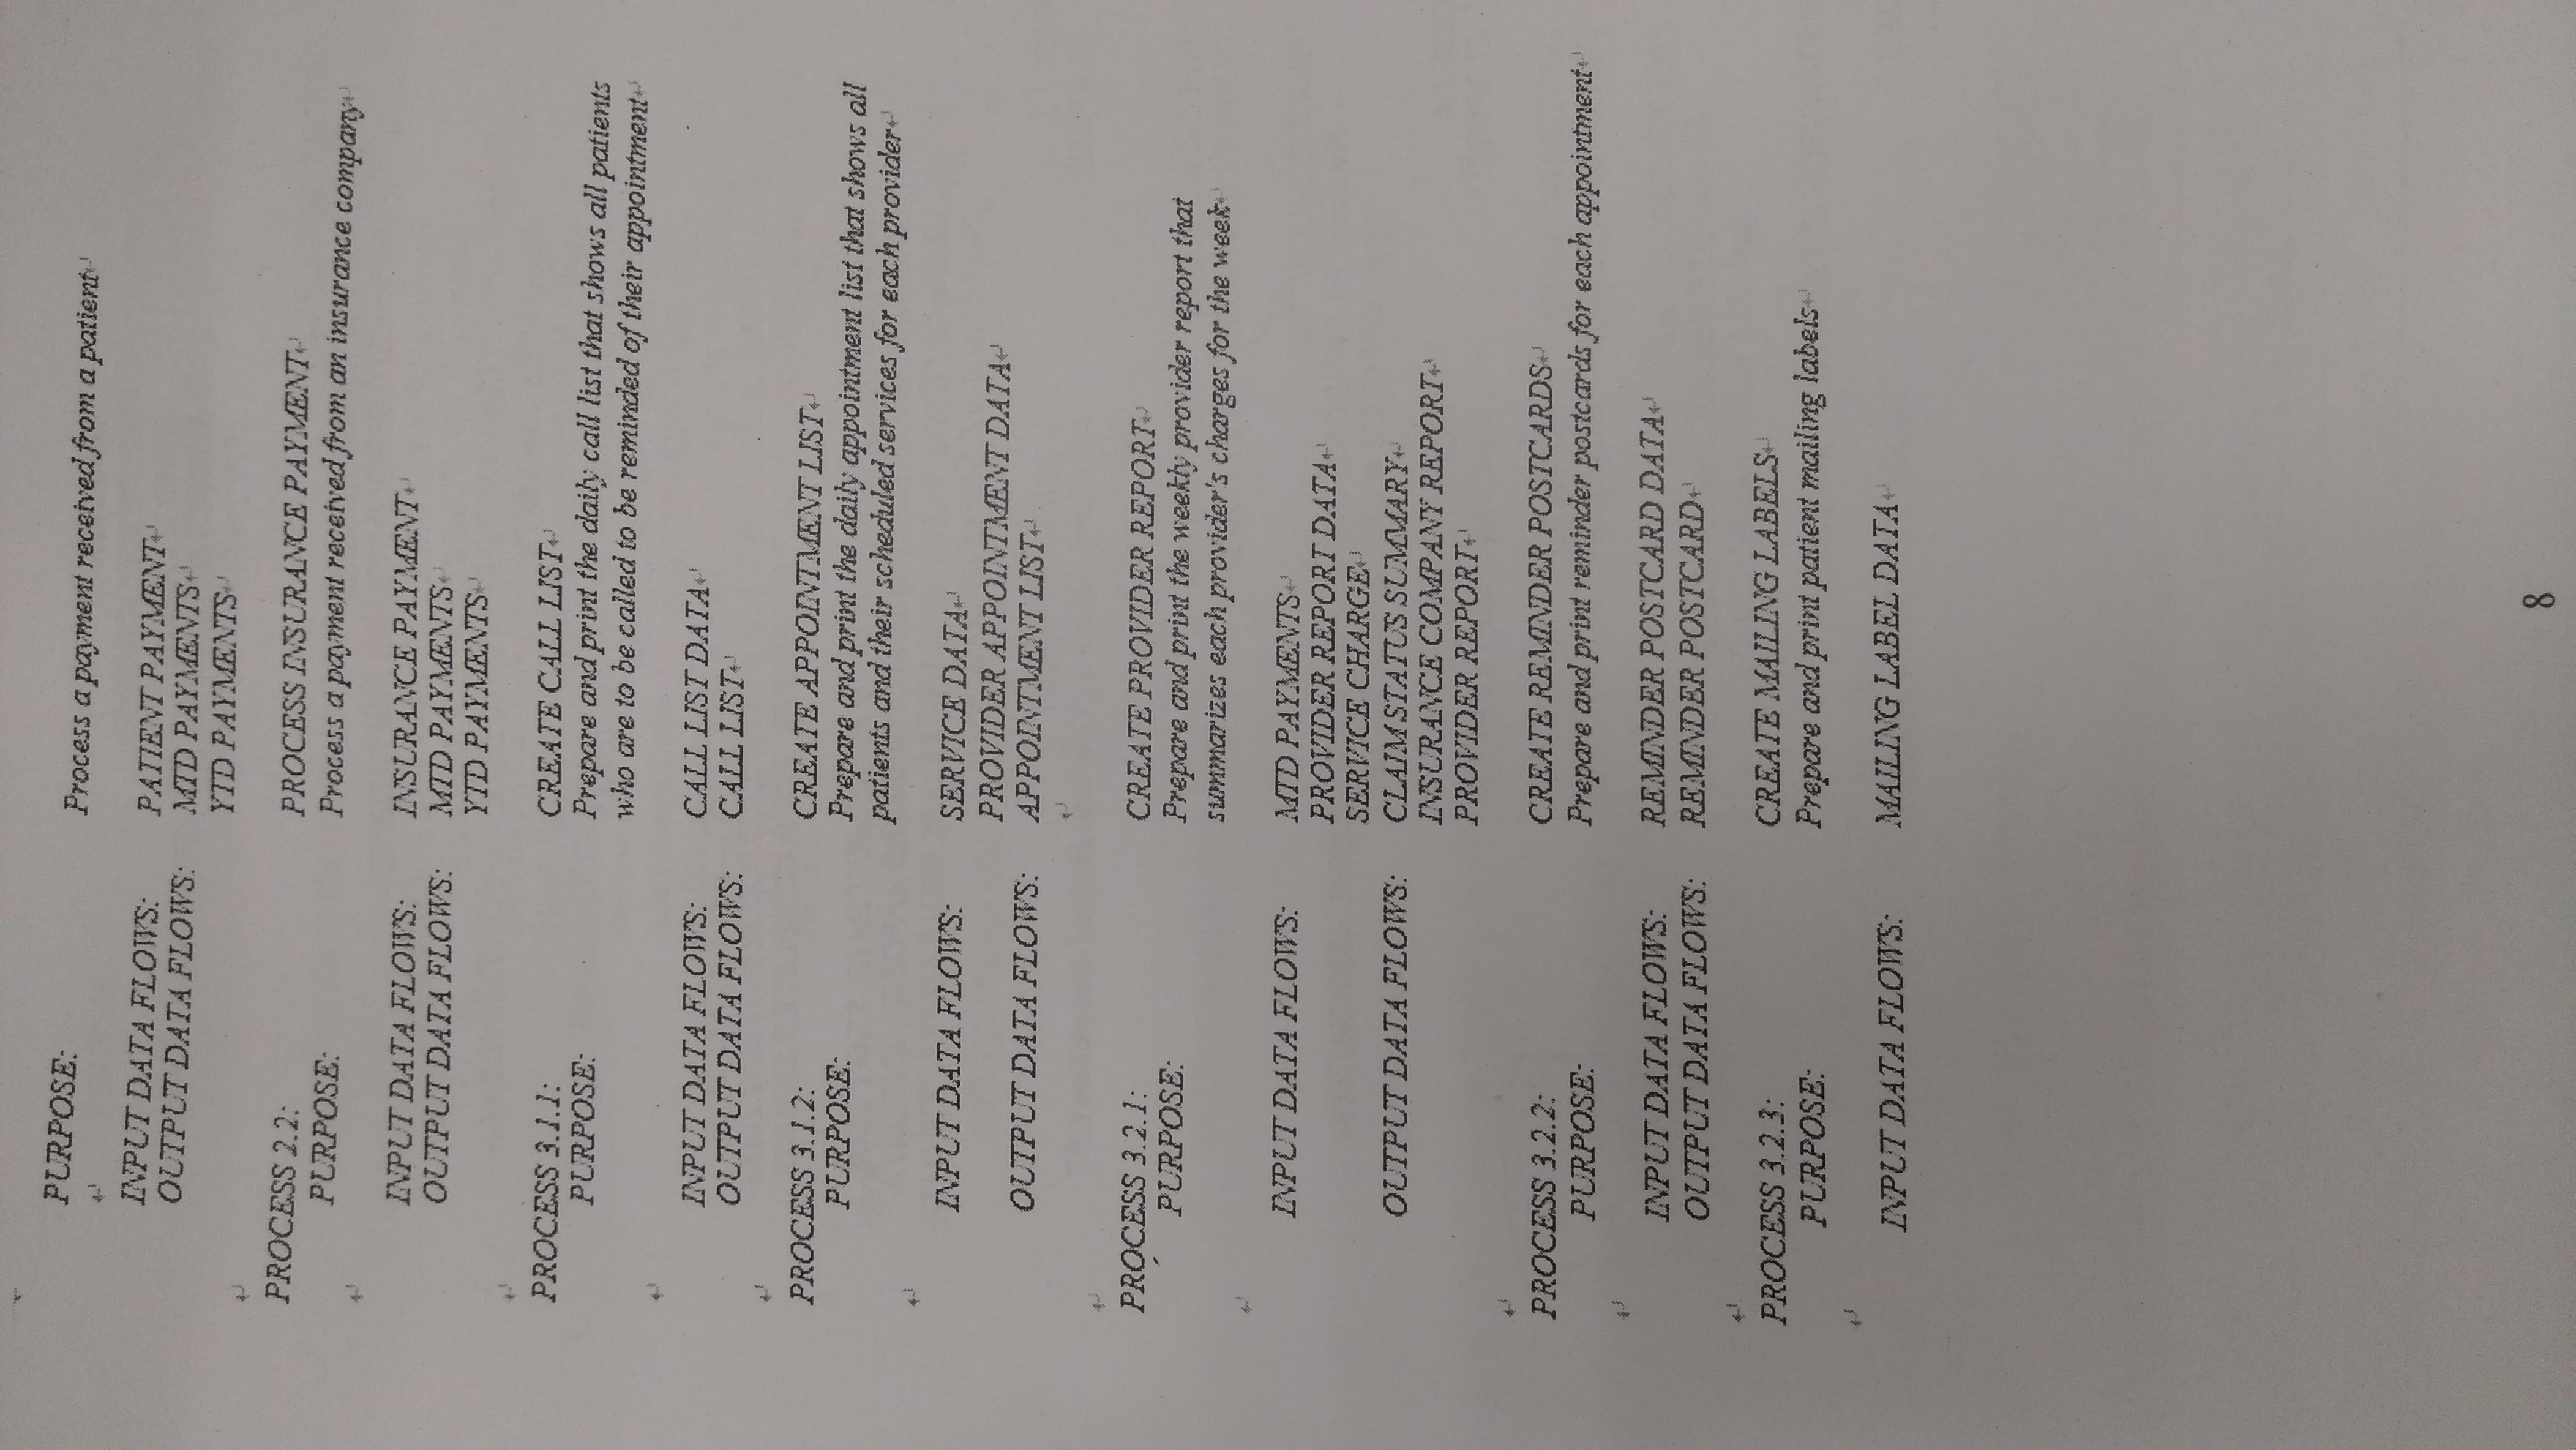 PURPOSE: Process a payment received from a patient↵
↵
INPUT DATA FLOWS: PATIENT PAYMENT↵
OUTPUT DATA FLOWS: MTD PAYMENTS↵
YTD PAYMENTS↵
↵
PROCESS 2.2: PROCESS INSURANCE PAYMENT↵
PURPOSE: Process a payment received from an insurance company↵
↵
INPUT DATA FLOWS: INSURANCE PAYMENT↵
OUTPUT DATA FLOWS: MTD PAYMENTS↵
YTD PAYMENTS↵
↵
PROCESS 3.1.1: CREATE CALL LIST↵
PURPOSE: Prepare and print the daily call list that shows all patients
who are to be called to be reminded of their appointment↵
↵
INPUT DATA FLOWS: CALL LIST DATA↵
OUTPUT DATA FLOWS: CALL LIST↵
↵
PROCESS 3.1.2: CREATE APPOINTMENT LIST↵
PURPOSE: Prepare and print the daily appointment list that shows all
patients and their scheduled services for each provider↵
↵
INPUT DATA FLOWS: SERVICE DATA↵
PROVIDER APPOINTMENT DATA↵
OUTPUT DATA FLOWS: APPOINTMENT LIST↵
↵
↵
PROCESS 3.2.1: CREATE PROVIDER REPORT↵
PURPOSE: Prepare and print the weekly provider report that
summarizes each provider's charges for the week↵
↵
INPUT DATA FLOWS: MTD PAYMENTS↵
PROVIDER REPORT DATA↵
SERVICE CHARGE↵
OUTPUT DATA FLOWS: CLAIM STATUS SUMMARY↵
INSURANCE COMPANY REPORT↵
PROVIDER REPORT↵
↵
PROCESS 3.2.2: CREATE REMINDER POSTCARDS↵
PURPOSE: Prepare and print reminder postcards for each appointment↵
↵
INPUT DATA FLOWS: REMINDER POSTCARD DATA↵
OUTPUT DATA FLOWS: REMINDER POSTCARD↵
↵
PROCESS 3.2.3: CREATE MAILING LABELS↵
PURPOSE: Prepare and print patient mailing labels↵
↵
INPUT DATA FLOWS: MAILING LABEL DATA↵
8